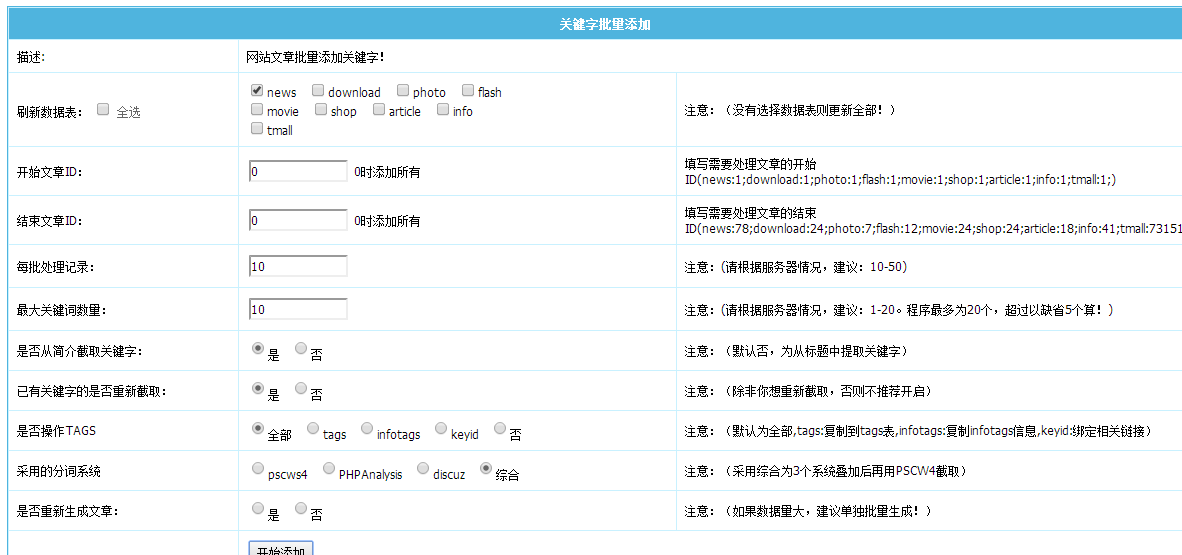 关键字批量添加
描述: 网站文章批量添加关键字!
刷新数据表: 全选
news download photo flash
movie shop article info
tmall
注意: (没有选择数据表则更新全部!)
开始文章ID: 0 0时添加所有
填写需要处理文章的开始
ID(news:1;download:1;photo:1;flash:1;movie:1;shop:1;article:1;info:1;tmall:1;)
结束文章ID: 0 0时添加所有
填写需要处理文章的结束
ID(news:78;download:24;photo:7;flash:12;movie:24;shop:24;article:18;info:41;tmall:73151
每批处理记录: 10 注意: (请根据服务器情况, 建议: 10-50)
最大关键词数量: 10 注意: (请根据服务器情况, 建议: 1-20。程序最多为20个, 超过以缺省5个算!)
是否从简介截取关键字: 是 否 注意: (默认否, 为从标题中提取关键字)
已有关键字的是否重新截取: 是 否 注意: (除非你想重新截取, 否则不推荐开启)
是否操作TAGS 全部 tags infotags keyid 否 注意: (默认为全部,tags:复制到tags表,infotags:复制infotags信息,keyid:绑定相关链接)
采用的分词系统 pscws4 PHPAnalysis discuz 综合 注意: (采用综合为3个系统叠加后再用PSCW4截取)
是否重新生成文章: 是 否 注意: (如果数据量大, 建议单独批量生成!)
开始添加